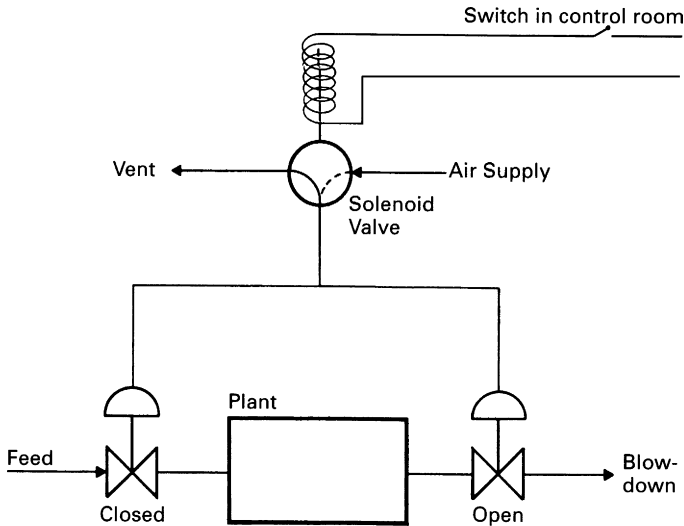 Switch in control room
Vent
Air Supply
Solenoid
Valve
Plant
Feed
Blow-
down
Closed
Open